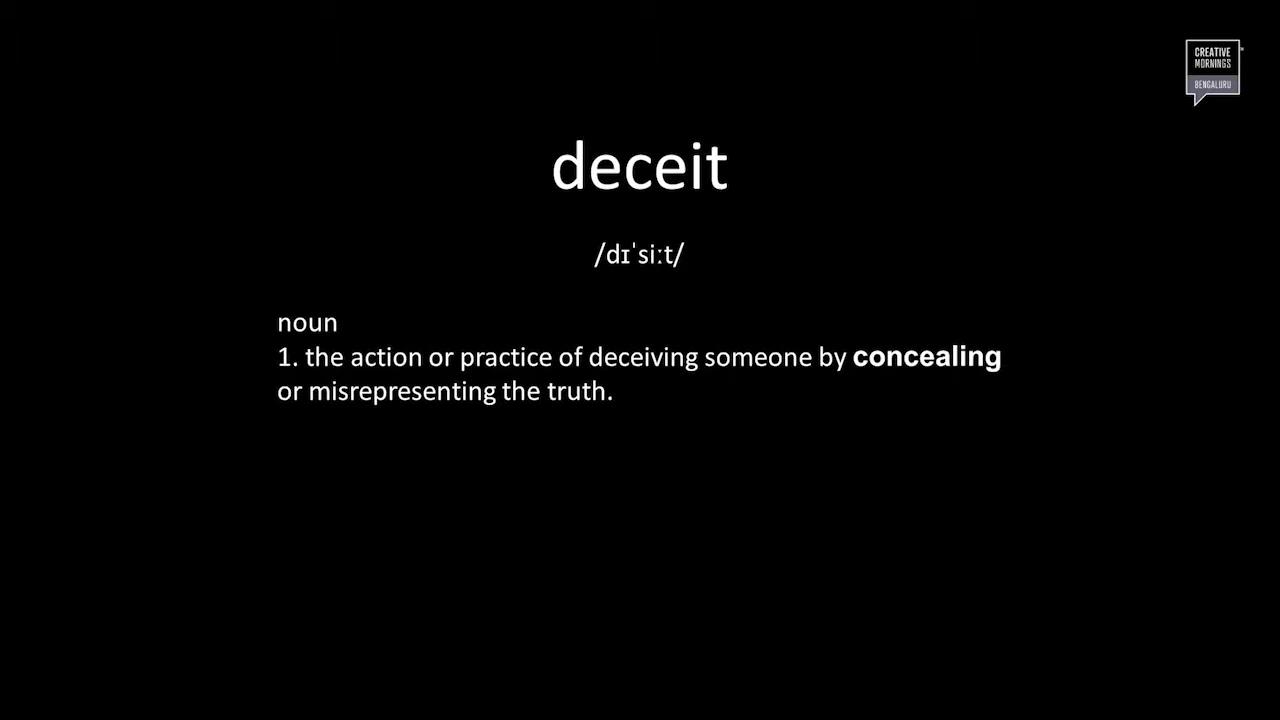 CREATIVE
MORNINGS
BENGALURU
deceit
/dɪˈsiːt/
noun
1. the action or practice of deceiving someone by concealing
or misrepresenting the truth.